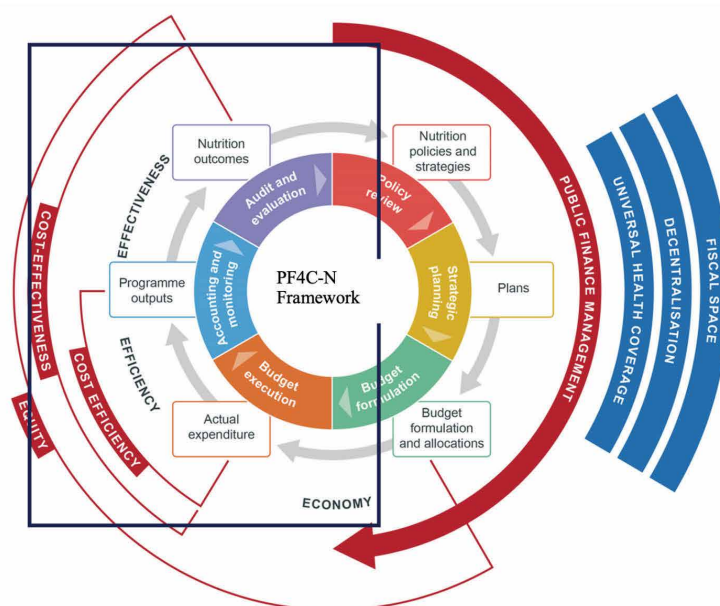 Nutrition
outcomes
Nutrition
policies and
strategies
Plans
Budget
formulation
and allocations
Actual
expenditure
Programme
outputs
Audit and
evaluation
Policy
review
Strategic
planning
Budget
formulation
Budget
execution
Accounting and
monitoring
PF4C-N
Framework
EFFECTIVENESS
EFFICIENCY
ECONOMY
COST-EFFECTIVENESS
COST EFFICIENCY
EQUITY
PUBLIC FINANCE MANAGEMENT
UNIVERSAL HEALTH COVERAGE
DECENTRALISATION
FISCAL SPACE